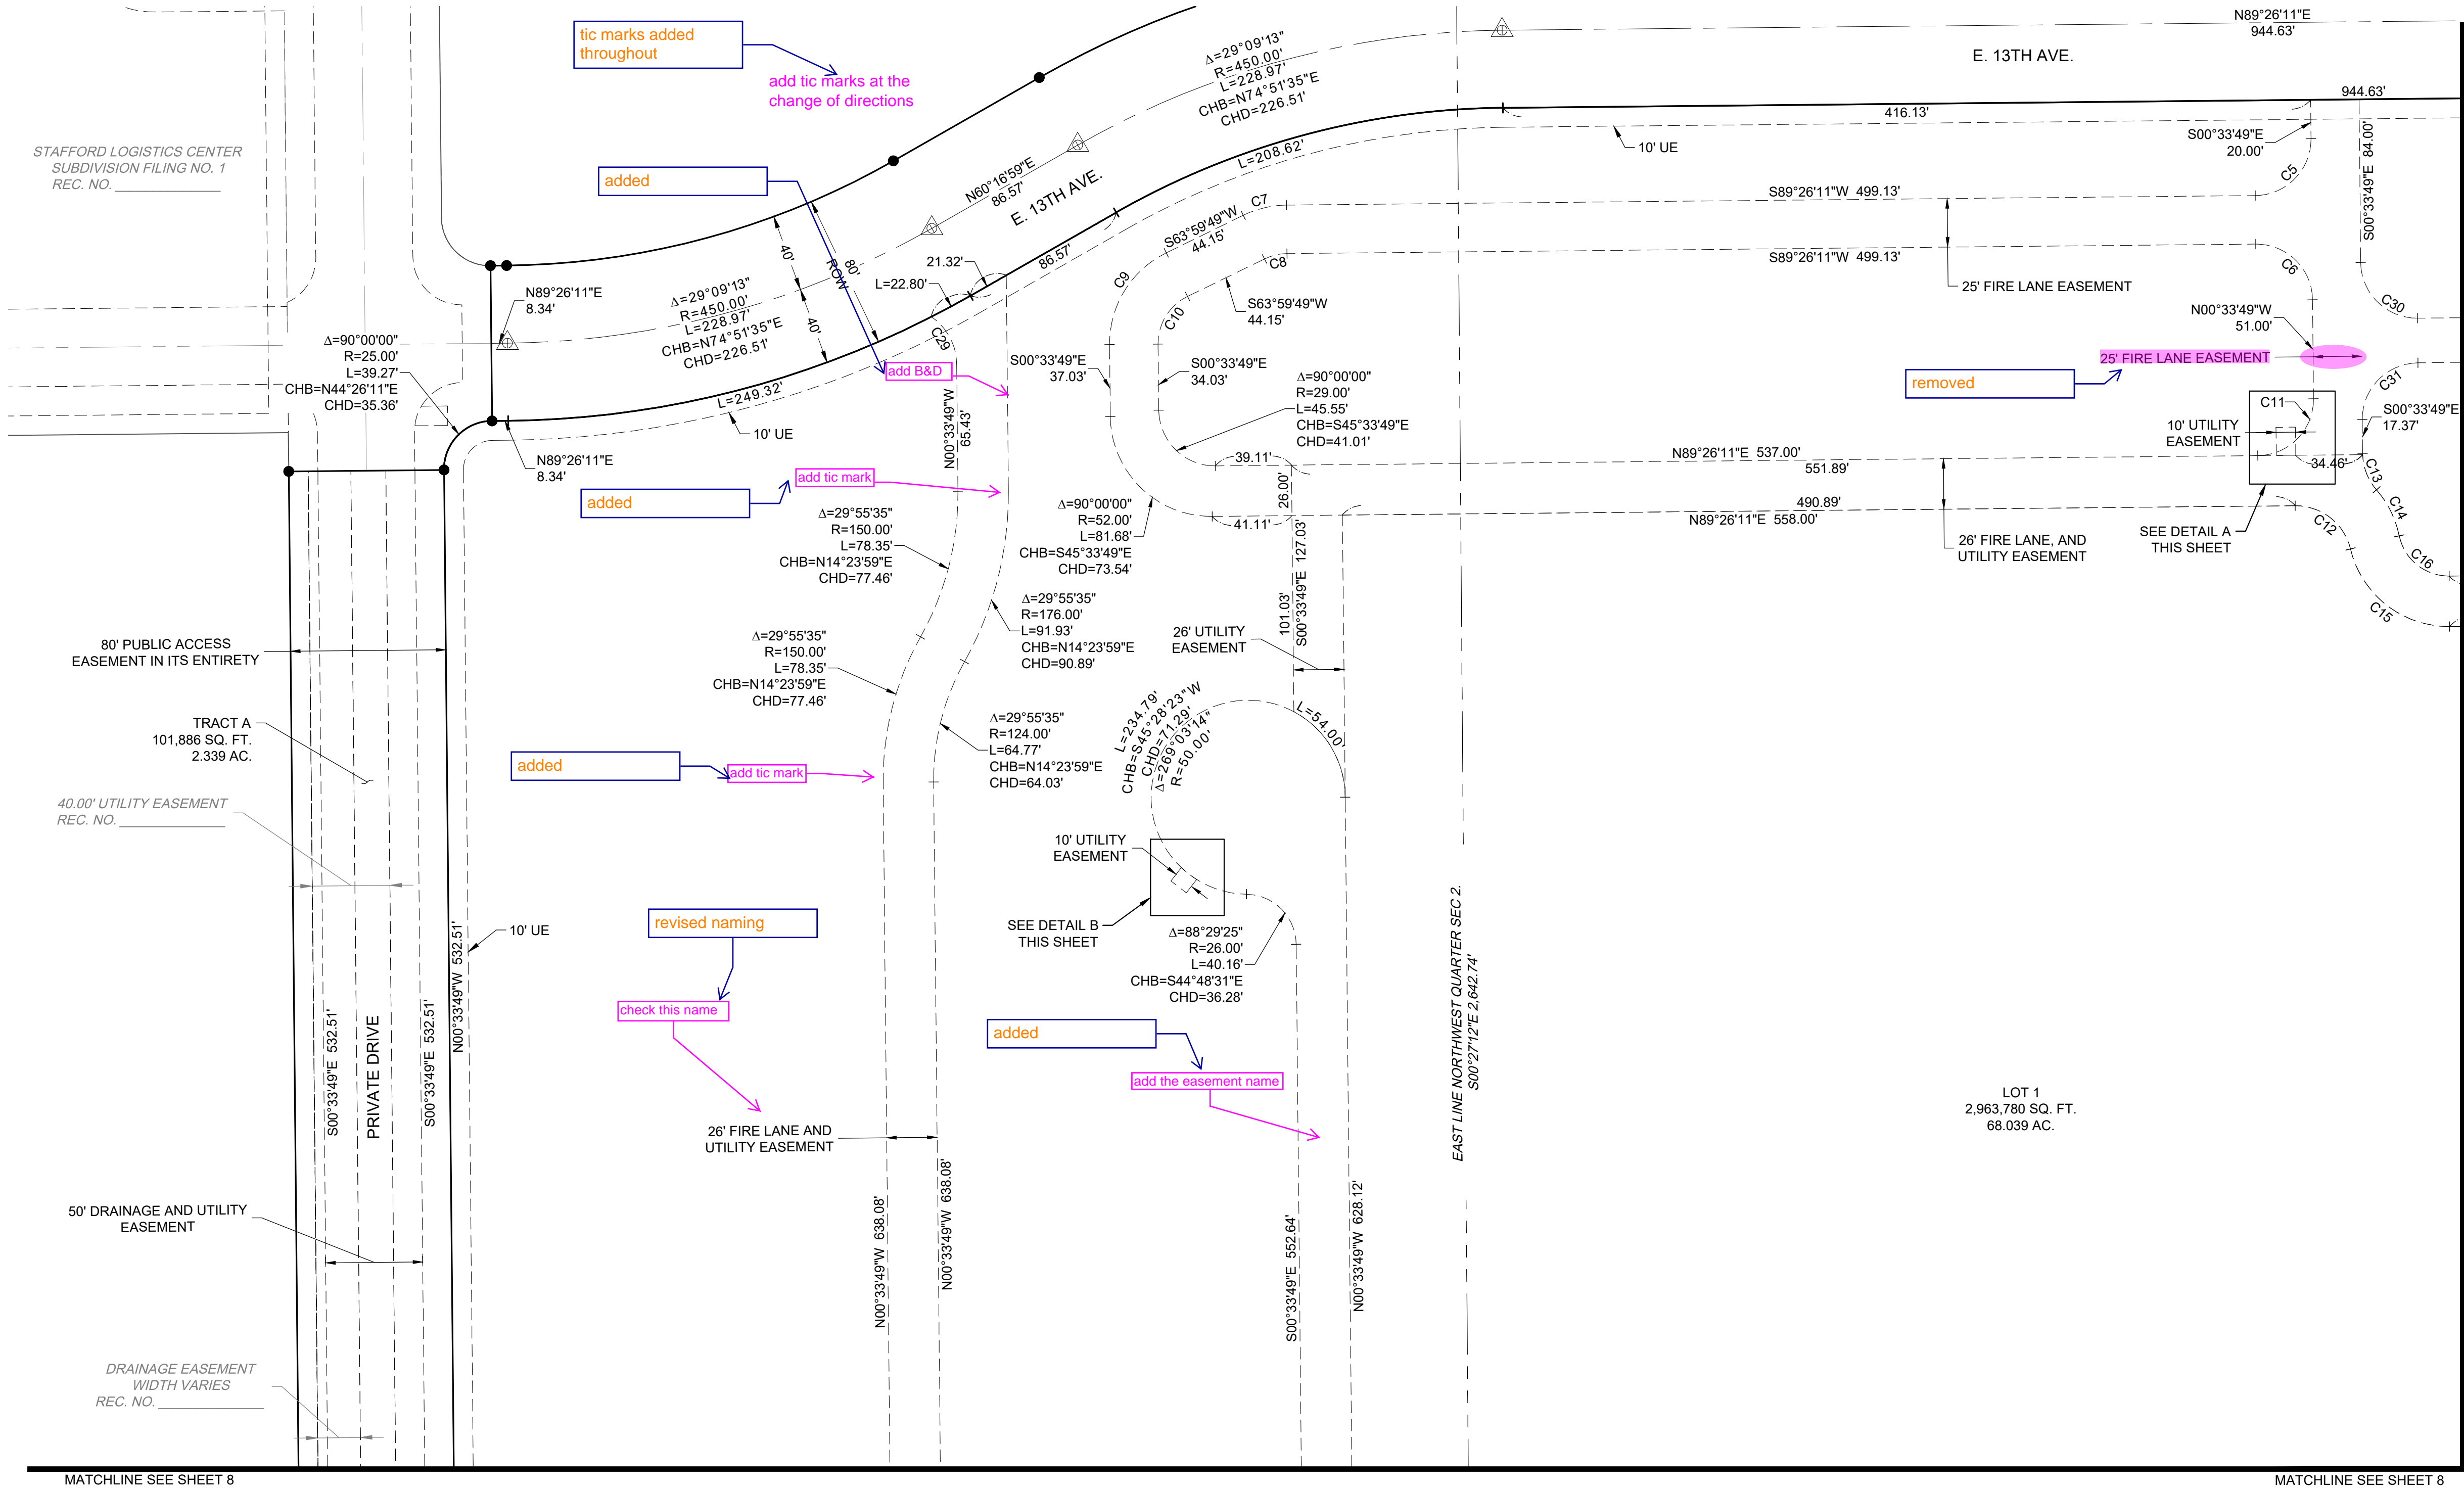 tic marks added
throughout
add tic marks at the
change of directions
Δ=29°09'13"
R=450.00'
L=228.97'
CHB=N74°51'35"E
CHD=226.51'
N89°26'11"E
944.63'
E. 13TH AVE.
944.63'
416.13'
10' UE
L=208.62'
S00°33'49"E
20.00'
S00°33'49"E 84.00'
C5
STAFFORD LOGISTICS CENTER
SUBDIVISION FILING NO. 1
REC. NO.
added
N60°16'59"E
86.57'
E. 13TH AVE.
C7
S63°59'49"W
44.15'
S89°26'11"W 499.13'
S89°26'11"W 499.13'
C6
C8
C9
86.57'
21.32'
L=22.80'
80'
ROW
40'
40'
N89°26'11"E
8.34'
Δ=29°09'13"
R=450.00'
L=228.97'
CHB=N74°51'35"E
CHD=226.51'
25' FIRE LANE EASEMENT
C30
S63°59'49"W
44.15'
C10
N00°33'49"W
51.00'
Δ=90°00'00"
R=25.00'
L=39.27'
CHB=N44°26'11"E
CHD=35.36'
C29
add B&D
S00°33'49"E
37.03'
S00°33'49"E
34.03'
Δ=90°00'00"
R=29.00'
L=45.55'
CHB=S45°33'49"E
CHD=41.01'
25' FIRE LANE EASEMENT
removed
C31
C11
S00°33'49"E
17.37'
L=249.32'
10' UE
N00°33'49"W
65.43'
10' UTILITY
EASEMENT
39.11'
N89°26'11"E 537.00'
551.89'
34.46'
C13
N89°26'11"E
8.34'
add tic mark
added
26.00'
Δ=90°00'00"
R=52.00'
L=81.68'
CHB=S45°33'49"E
CHD=73.54'
41.11'
490.89'
N89°26'11"E 558.00'
C12
C14
SEE DETAIL A
THIS SHEET
26' FIRE LANE, AND
UTILITY EASEMENT
C16
C15
Δ=29°55'35"
R=150.00'
L=78.35'
CHB=N14°23'59"E
CHD=77.46'
101.03'
S00°33'49"E 127.03'
Δ=29°55'35"
R=176.00'
L=91.93'
CHB=N14°23'59"E
CHD=90.89'
26' UTILITY
EASEMENT
80' PUBLIC ACCESS
EASEMENT IN ITS ENTIRETY
Δ=29°55'35"
R=150.00'
L=78.35'
CHB=N14°23'59"E
CHD=77.46'
L=234.79'
CHB=S45°28'23"W
CHD=71.29'
Δ=269°03'14"
R=50.00'
L=54.00'
TRACT A
101,886 SQ. FT.
2.339 AC.
Δ=29°55'35"
R=124.00'
L=64.77'
CHB=N14°23'59"E
CHD=64.03'
added
add tic mark
40.00' UTILITY EASEMENT
REC. NO.
10' UTILITY
EASEMENT
SEE DETAIL B
THIS SHEET
Δ=88°29'25"
R=26.00'
L=40.16'
CHB=S44°48'31"E
CHD=36.28'
revised naming
check this name
10' UE
N00°33'49"W 532.51'
S00°33'49"E 532.51'
PRIVATE DRIVE
S00°33'49"E 532.51'
added
add the easement name
EAST LINE NORTHWEST QUARTER SEC 2.
S00°27'12"E 2,642.74'
LOT 1
2,963,780 SQ. FT.
68.039 AC.
26' FIRE LANE AND
UTILITY EASEMENT
N00°33'49"W 638.08'
N00°33'49"W 638.08'
S00°33'49"E 552.64'
N00°33'49"W 628.12'
50' DRAINAGE AND UTILITY
EASEMENT
DRAINAGE EASEMENT
WIDTH VARIES
REC. NO.
MATCHLINE SEE SHEET 8
MATCHLINE SEE SHEET 8